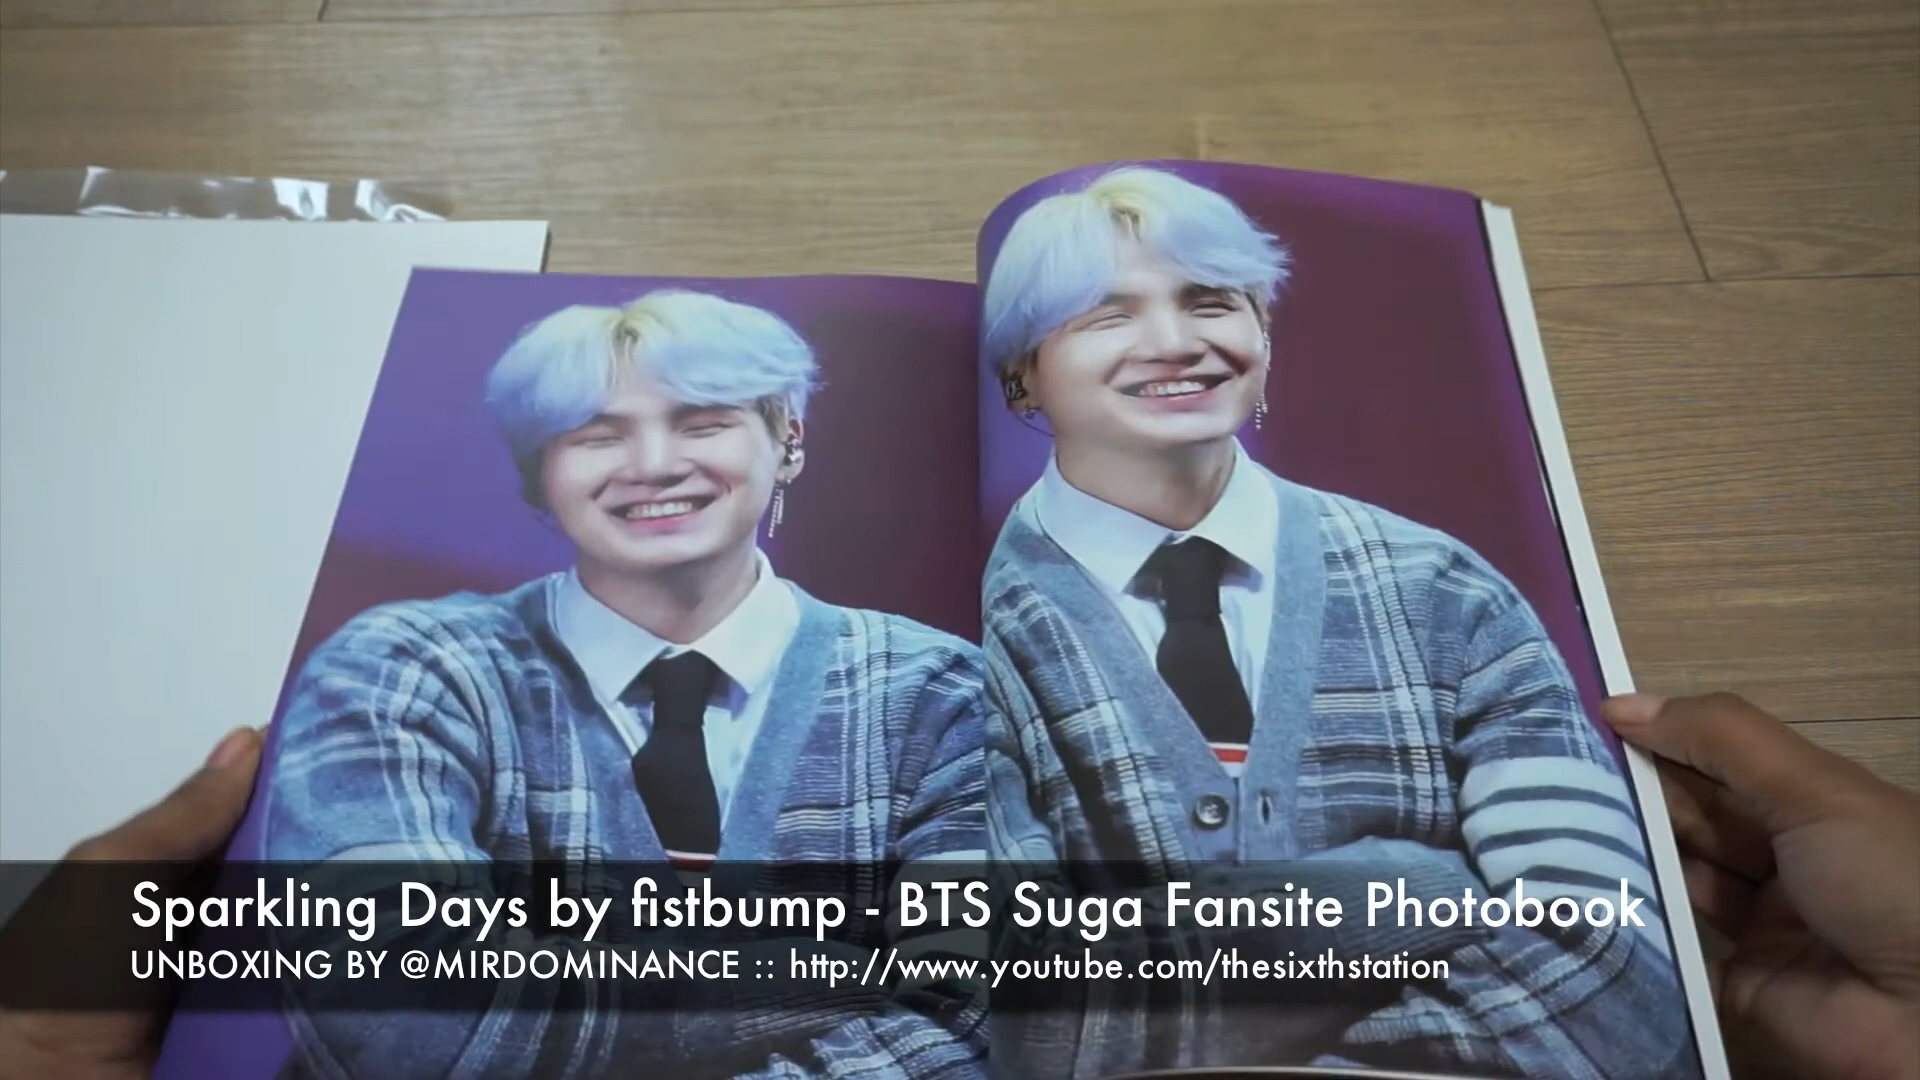 Sparkling Days by fistbump - BTS Suga Fansite Photobook
UNBOXING BY @MIRDOMINANCE :: http://www.youtube.com/thesixthstation